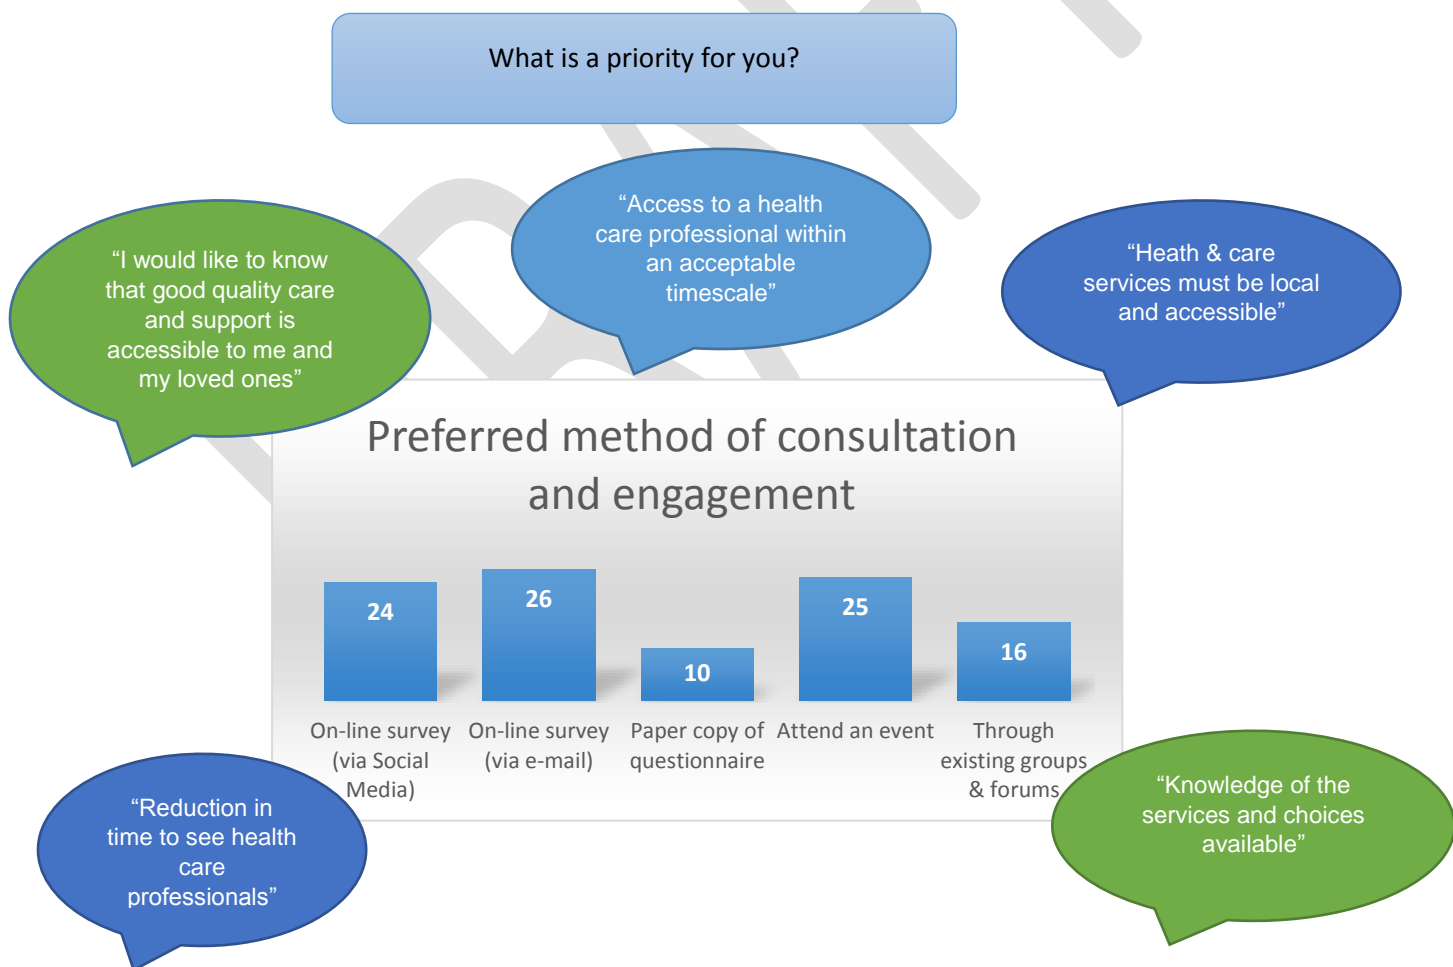 What is a priority for you?
“Access to a health
care professional within
an acceptable
timescale”
“I would like to know
that good quality care
and support is
accessible to me and
my loved ones”
“Heath & care
services must be local
and accessible”
Preferred method of consultation
and engagement
24
26
10
25
16
On-line survey
(via Social
Media)
On-line survey
(via e-mail)
Paper copy of
questionnaire
Attend an event
Through
existing groups
& forums
“Reduction in
time to see health
care
professionals”
“Knowledge of the
services and choices
available”